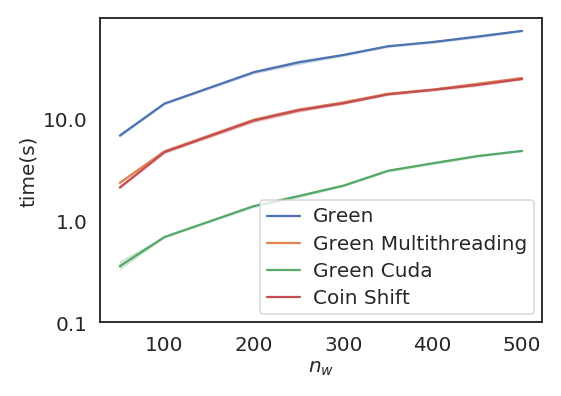 time(s)
10.0
1.0
0.1
Green
Green Multithreading
Green Cuda
Coin Shift
100 200 300 400 500
n_w